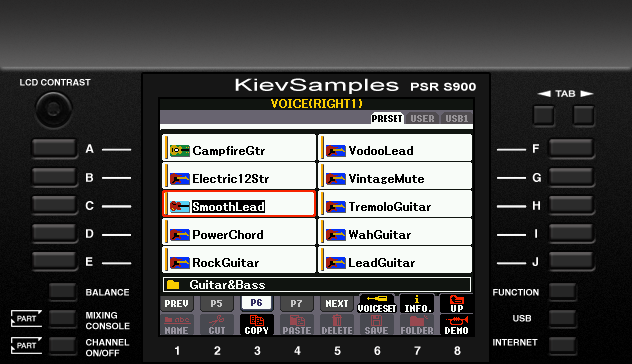 LCD CONTRAST
KievSamples PSR S900
◄ TAB ►
VOICE(RIGHT1)
PRESET USER USB1
A CampfireGtr VodooLead F
B Electric12Str VintageMute G
C SmoothLead TremoloGuitar H
D PowerChord WahGuitar I
E RockGuitar LeadGuitar J
Guitar&Bass
BALANCE FUNCTION
PREV P5 P6 P7 NEXT VOICESET INFO. UP
PART MIXING CONSOLE USB
NAME CUT COPY PASTE DELETE SAVE FOLDER DEMO
PART CHANNEL ON/OFF INTERNET
1 2 3 4 5 6 7 8